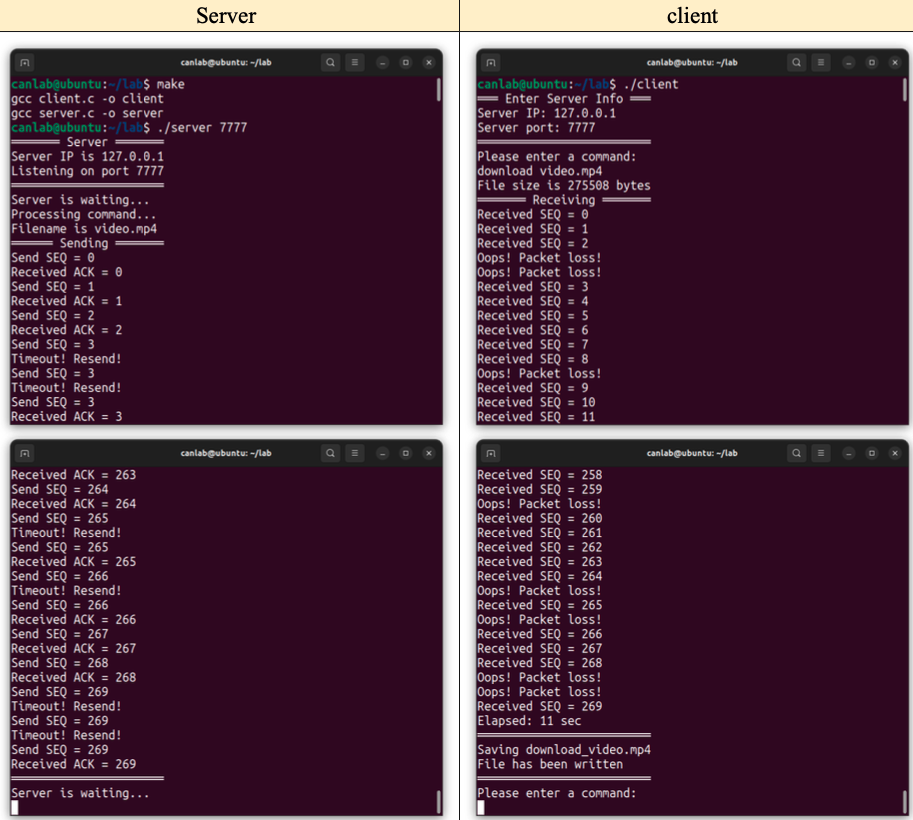 Server
client
canlab@ubuntu: ~/lab
canlab@ubuntu:~/lab$ make
gcc client.c -o client
gcc server.c -o server
canlab@ubuntu:~/lab$ ./server 7777
====== Server ======
Server IP is 127.0.0.1
Listening on port 7777
===================
Server is waiting...
Processing command...
Filename is video.mp4
===== Sending ======
Send SEQ = 0
Received ACK = 0
Send SEQ = 1
Received ACK = 1
Send SEQ = 2
Received ACK = 2
Send SEQ = 3
Timeout! Resend!
Send SEQ = 3
Timeout! Resend!
Send SEQ = 3
Received ACK = 3
canlab@ubuntu: ~/lab
canlab@ubuntu:~/lab$ ./client
=== Enter Server Info ===
Server IP: 127.0.0.1
Server port: 7777
=========================
Please enter a command:
download video.mp4
File size is 275508 bytes
======= Receiving =======
Received SEQ = 0
Received SEQ = 1
Received SEQ = 2
Oops! Packet loss!
Oops! Packet loss!
Received SEQ = 3
Received SEQ = 4
Received SEQ = 5
Received SEQ = 6
Received SEQ = 7
Received SEQ = 8
Oops! Packet loss!
Received SEQ = 9
Received SEQ = 10
Received SEQ = 11
canlab@ubuntu: ~/lab
Received ACK = 263
Send SEQ = 264
Received ACK = 264
Send SEQ = 265
Timeout! Resend!
Send SEQ = 265
Received ACK = 265
Send SEQ = 266
Timeout! Resend!
Send SEQ = 266
Received ACK = 266
Send SEQ = 267
Received ACK = 267
Send SEQ = 268
Received ACK = 268
Send SEQ = 269
Timeout! Resend!
Send SEQ = 269
Timeout! Resend!
Send SEQ = 269
Received ACK = 269
===================
Server is waiting...
canlab@ubuntu: ~/lab
Received SEQ = 258
Received SEQ = 259
Oops! Packet loss!
Received SEQ = 260
Received SEQ = 261
Received SEQ = 262
Received SEQ = 263
Received SEQ = 264
Oops! Packet loss!
Received SEQ = 265
Oops! Packet loss!
Received SEQ = 266
Received SEQ = 267
Received SEQ = 268
Oops! Packet loss!
Oops! Packet loss!
Received SEQ = 269
Elapsed: 11 sec
=========================
Saving download_video.mp4
File has been written
=========================
Please enter a command: